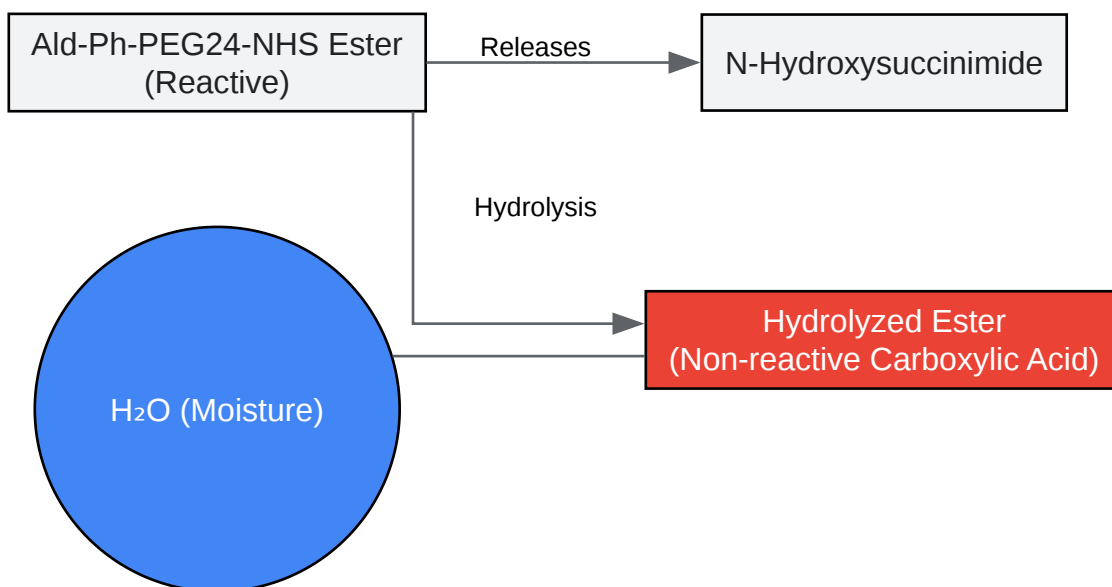 Ald-Ph-PEG24-NHS Ester
(Reactive)
Releases
N-Hydroxysuccinimide
Hydrolysis
Hydrolyzed Ester
(Non-reactive Carboxylic Acid)
H₂O (Moisture)